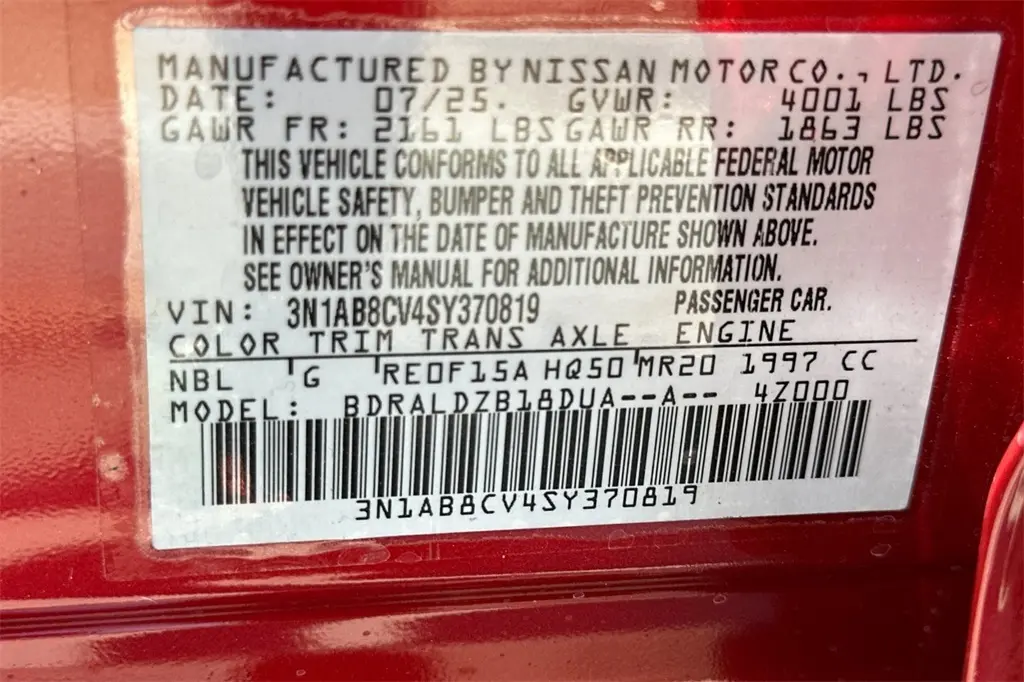 MANUFACTURED BY NISSAN MOTOR CO., LTD.
DATE: 07/25. GVWR: 4001 LBS
GAWR FR: 2161 LBS GAWR RR: 1863 LBS
THIS VEHICLE CONFORMS TO ALL APPLICABLE FEDERAL MOTOR
VEHICLE SAFETY, BUMPER AND THEFT PREVENTION STANDARDS
IN EFFECT ON THE DATE OF MANUFACTURE SHOWN ABOVE.
SEE OWNER'S MANUAL FOR ADDITIONAL INFORMATION.
VIN: 3N1AB8CV4SY370819 PASSENGER CAR.
COLOR TRIM TRANS AXLE ENGINE
NBL G RE0F15A HQ50 MR20 1997 CC
MODEL: BDRALDZB18DUA--A-- 4Z000
3N1AB8CV4SY370819